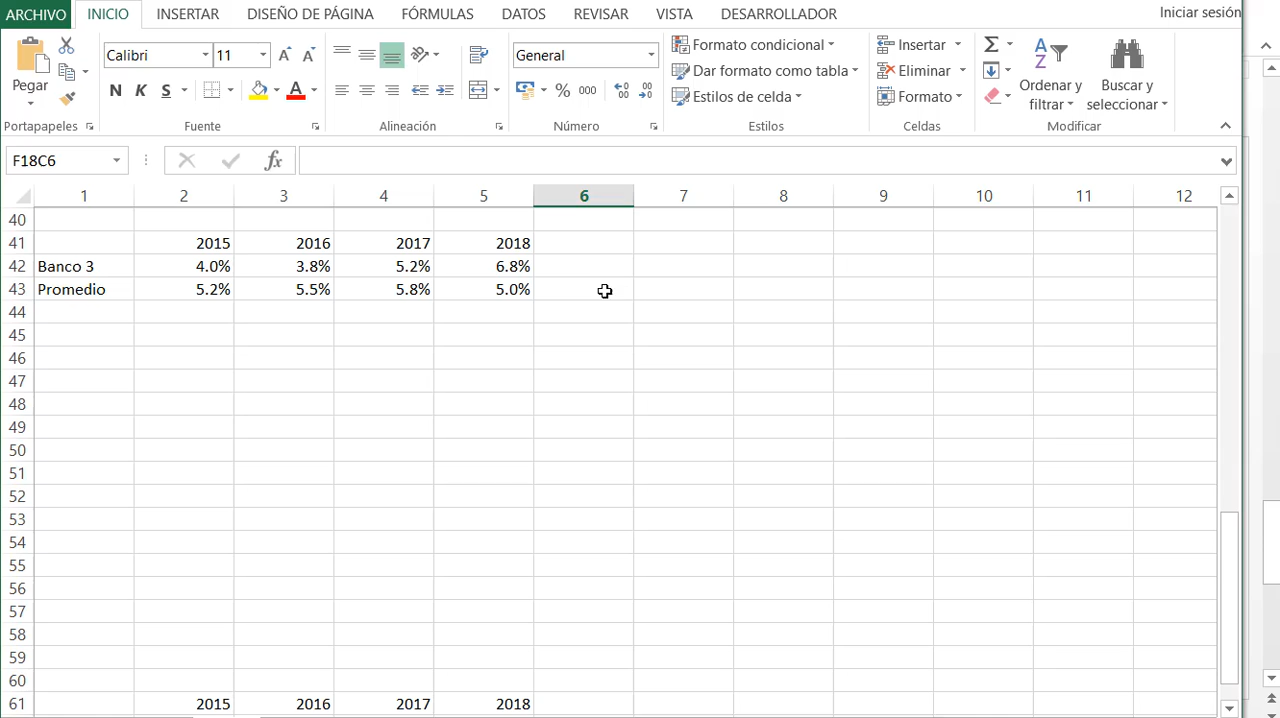 Iniciar sesión
ARCHIVO INICIO INSERTAR DISEÑO DE PÁGINA FÓRMULAS DATOS REVISAR VISTA DESARROLLADOR
Pegar
Portapapeles
Calibri 11
N K S
Fuente
Alineación
General
% 000
Número
Formato condicional
Dar formato como tabla
Estilos de celda
Estilos
Insertar
Eliminar
Formato
Celdas
Ordenar y filtrar
Buscar y seleccionar
Modificar
F18C6 fx
1 2 3 4 5 6 7 8 9 10 11 12
40
41 2015 2016 2017 2018
42 Banco 3 4.0% 3.8% 5.2% 6.8%
43 Promedio 5.2% 5.5% 5.8% 5.0%
44
45
46
47
48
49
50
51
52
53
54
55
56
57
58
59
60
61 2015 2016 2017 2018